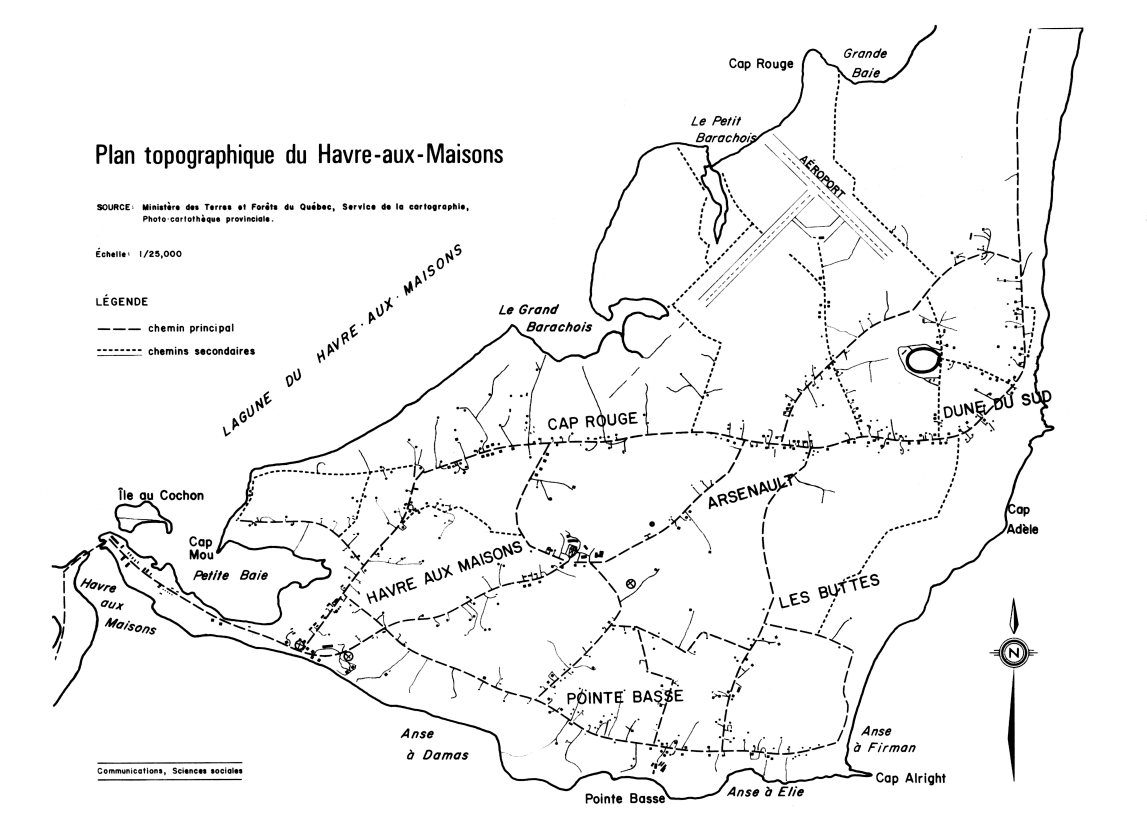 Cap Rouge
Grande
Baie
Le Petit
Barachois
Plan topographique du Havre-aux-Maisons
AÉROPORT
SOURCE: Ministère des Terres et Forêts du Québec, Service de la cartographie,
Photo-cartothèque provinciale.
Échelle: 1/25,000
LÉGENDE
chemin principal
chemins secondaires
LAGUNE DU HAVRE-AUX-MAISONS
Le Grand
Barachois
CAP ROUGE
DUNE DU SUD
ARSENAULT
Île au Cochon
Cap
Mou
Petite Baie
Havre
aux
Maisons
HAVRE AUX MAISONS
Cap
Adèle
LES BUTTES
N
POINTE BASSE
Anse
à Damas
Anse
à Firman
Communications, Sciences sociales
Cap Alright
Pointe Basse
Anse à Elie